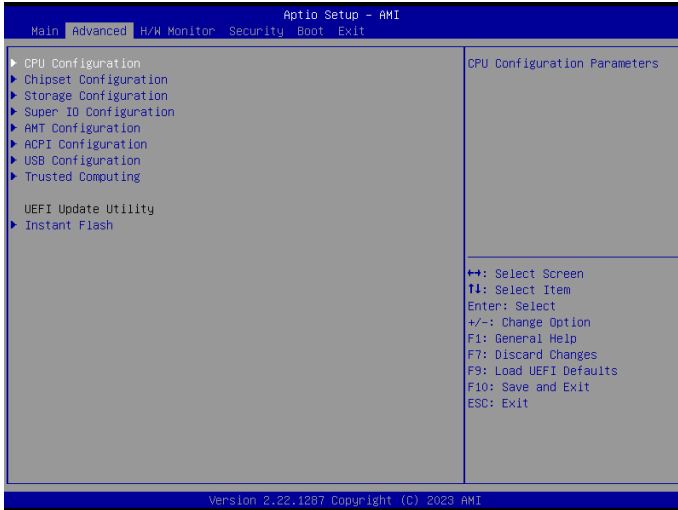 Aptio Setup – AMI
Main Advanced H/W Monitor Security Boot Exit
CPU Configuration
Chipset Configuration
Storage Configuration
Super IO Configuration
AMT Configuration
ACPI Configuration
USB Configuration
Trusted Computing
UEFI Update Utility
Instant Flash
CPU Configuration Parameters
↔: Select Screen
↑↓: Select Item
Enter: Select
+/-: Change Option
F1: General Help
F7: Discard Changes
F9: Load UEFI Defaults
F10: Save and Exit
ESC: Exit
Version 2.22.1287 Copyright (C) 2023 AMI